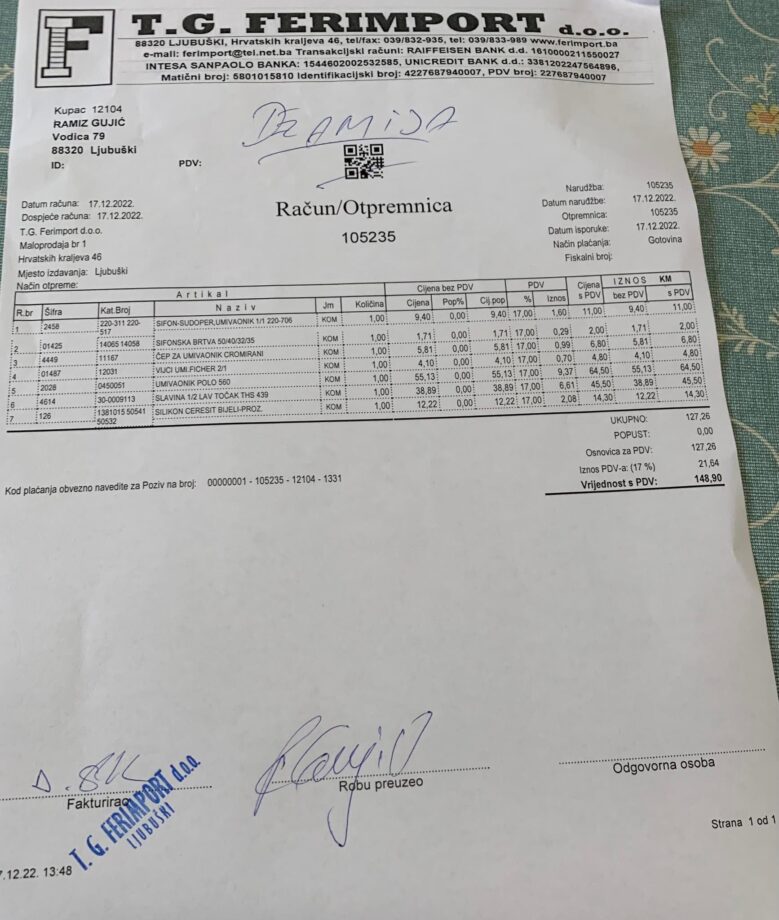 T.G. FERIMPORT d.o.o.
88320 LJUBUŠKI, Hrvatskih kraljeva 46, tel/fax: 039/832-935, tel: 039/833-989 www.ferimport.ba
e-mail: ferimport@tel.net.ba Transakcijski računi: RAIFFEISEN BANK d.d. 1610000211550027
INTESA SANPAOLO BANKA: 1544602002532585, UNICREDIT BANK d.d.: 3381202247564896,
Matični broj: 5801015810 Identifikacijski broj: 4227687940007, PDV broj: 227687940007
Kupac 12104
RAMIZ GUJIĆ
Vodica 79
88320 Ljubuški
ID: PDV:
DŽAMIJA
Datum računa: 17.12.2022.
Dospjeće računa: 17.12.2022.
T.G. Ferimport d.o.o.
Maloprodaja br 1
Hrvatskih kraljeva 46
Mjesto izdavanja: Ljubuški
Način otpreme:
Račun/Otpremnica
105235
Narudžba: 105235
Datum narudžbe: 17.12.2022.
Otpremnica: 105235
Datum isporuke: 17.12.2022.
Način plaćanja: Gotovina
Fiskalni broj:
Artikal Cijena bez PDV PDV Cijena s PDV IZNOS KM
R.br Šifra Kat.Broj Naziv Jm Količina Cijena Pop% Cij.pop % Iznos bez PDV s PDV
1 2458 220-311 220-517 SIFON-SUDOPER,UMIVAONIK 1/1 220-706 KOM 1,00 9,40 0,00 9,40 17,00 1,60 11,00 9,40 11,00
2 01425 14065 14058 SIFONSKA BRTVA 50/40/32/35 KOM 1,00 1,71 0,00 1,71 17,00 0,29 2,00 1,71 2,00
3 4449 11167 ČEP ZA UMIVAONIK CROMIRANI KOM 1,00 5,81 0,00 5,81 17,00 0,99 6,80 5,81 6,80
4 01487 12031 VIJCI UMI.FICHER 2/1 KOM 1,00 4,10 0,00 4,10 17,00 0,70 4,80 4,10 4,80
5 2028 0450051 UMIVAONIK POLO 560 KOM 1,00 55,13 0,00 55,13 17,00 9,37 64,50 55,13 64,50
6 4614 30-0009113 SLAVINA 1/2 LAV TOČAK THS 439 KOM 1,00 38,89 0,00 38,89 17,00 6,61 45,50 38,89 45,50
7 126 1381015 50541 50532 SILIKON CERESIT BIJELI-PROZ. KOM 1,00 12,22 0,00 12,22 17,00 2,08 14,30 12,22 14,30
UKUPNO: 127,26
POPUST: 0,00
Osnovica za PDV: 127,26
Iznos PDV-a: (17 %) 21,64
Vrijednost s PDV: 148,90
Kod plaćanja obvezno navedite za Poziv na broj: 00000001 - 105235 - 12104 - 1331
Fakturirao
Robu preuzeo
Odgovorna osoba
T. G. FERIMPORT d.o.o.
LJUBUŠKI
Strana 1 od 1
.12.22. 13:48